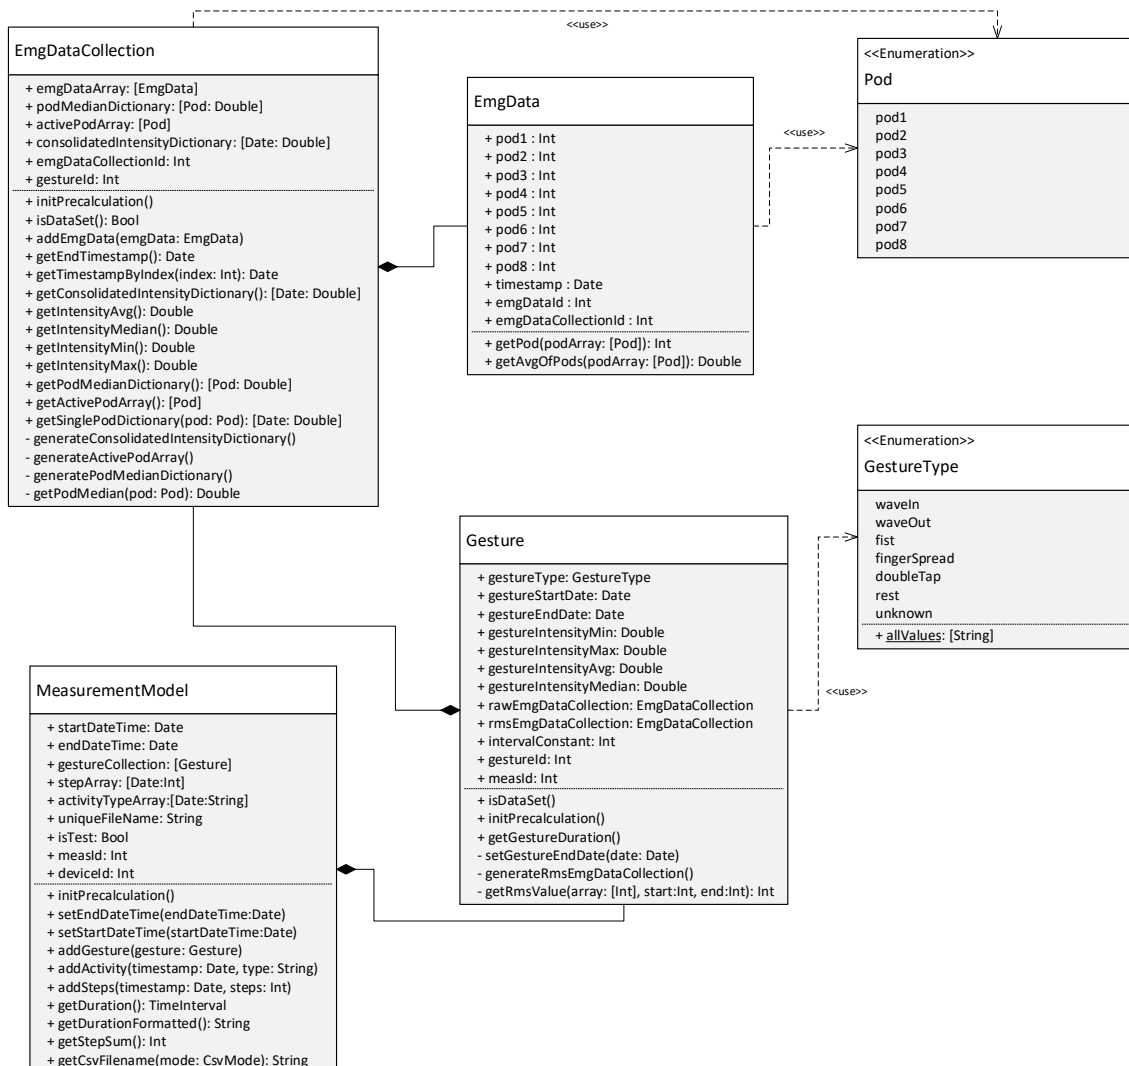 <<use>>
EmgDataCollection
+ emgDataArray: [EmgData]
+ podMedianDictionary: [Pod: Double]
+ activePodArray: [Pod]
+ consolidatedIntensityDictionary: [Date: Double]
+ emgDataCollectionId: Int
+ gestureId: Int
+ initPrecalculation()
+ isDataSet(): Bool
+ addEmgData(emgData: EmgData)
+ getEndTimestamp(): Date
+ getTimestampByIndex(index: Int): Date
+ getConsolidatedIntensityDictionary(): [Date: Double]
+ getIntensityAvg(): Double
+ getIntensityMedian(): Double
+ getIntensityMin(): Double
+ getIntensityMax(): Double
+ getPodMedianDictionary(): [Pod: Double]
+ getActivePodArray(): [Pod]
+ getSinglePodDictionary(pod: Pod): [Date: Double]
- generateConsolidatedIntensityDictionary()
- generateActivePodArray()
- generatePodMedianDictionary()
- getPodMedian(pod: Pod): Double
EmgData
+ pod1 : Int
+ pod2 : Int
+ pod3 : Int
+ pod4 : Int
+ pod5 : Int
+ pod6 : Int
+ pod7 : Int
+ pod8 : Int
+ timestamp : Date
+ emgDataId : Int
+ emgDataCollectionId : Int
+ getPod(podArray: [Pod]): Int
+ getAvgOfPods(podArray: [Pod]): Double
<<use>>
<<Enumeration>>
Pod
pod1
pod2
pod3
pod4
pod5
pod6
pod7
pod8
<<Enumeration>>
GestureType
waveIn
waveOut
fist
fingerSpread
doubleTap
rest
unknown
+ allValues: [String]
<<use>>
Gesture
+ gestureType: GestureType
+ gestureStartDate: Date
+ gestureEndDate: Date
+ gestureIntensityMin: Double
+ gestureIntensityMax: Double
+ gestureIntensityAvg: Double
+ gestureIntensityMedian: Double
+ rawEmgDataCollection: EmgDataCollection
+ rmsEmgDataCollection: EmgDataCollection
+ intervalConstant: Int
+ gestureId: Int
+ measId: Int
+ isDataSet()
+ initPrecalculation()
+ getGestureDuration()
- setGestureEndDate(date: Date)
- generateRmsEmgDataCollection()
- getRmsValue(array: [Int], start:Int, end:Int): Int
MeasurementModel
+ startDateTime: Date
+ endDateTime: Date
+ gestureCollection: [Gesture]
+ stepArray: [Date:Int]
+ activityTypeArray:[Date:String]
+ uniqueFileName: String
+ isTest: Bool
+ measId: Int
+ deviceId: Int
+ initPrecalculation()
+ setEndDateTime(endDateTime:Date)
+ setStartDateTime(startDateTime:Date)
+ addGesture(gesture: Gesture)
+ addActivity(timestamp: Date, type: String)
+ addSteps(timestamp: Date, steps: Int)
+ getDuration(): TimeInterval
+ getDurationFormatted(): String
+ getStepSum(): Int
+ getCsvFilename(mode: CsvMode): String